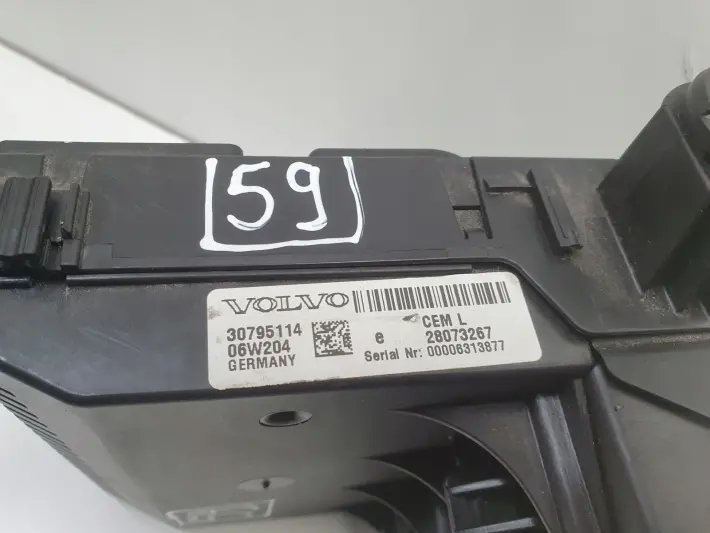 59
VOLVO
30795114
06W204
GERMANY
CEM L
e 28073267
Serial Nr: 00006313877